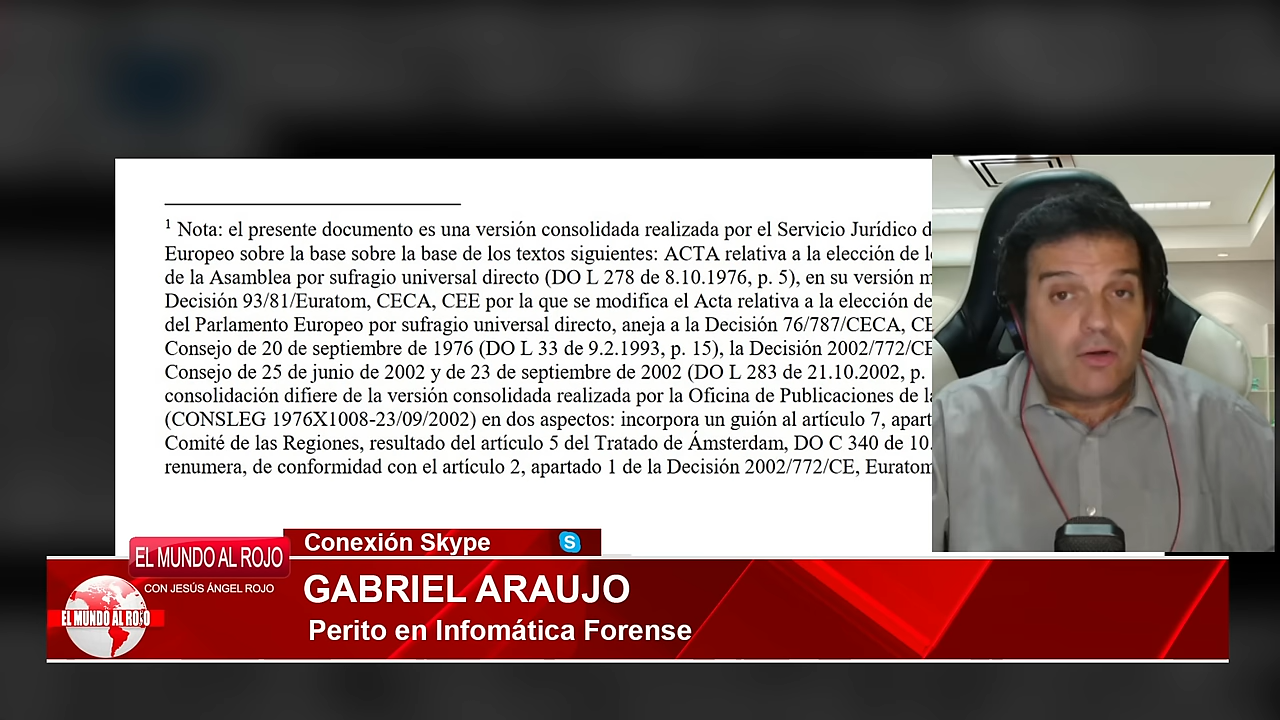 1 Nota: el presente documento es una versión consolidada realizada por el Servicio Jurídico
Europeo sobre la base sobre la base de los textos siguientes: ACTA relativa a la elección de
de la Asamblea por sufragio universal directo (DO L 278 de 8.10.1976, p. 5), en su versión
Decisión 93/81/Euratom, CECA, CEE por la que se modifica el Acta relativa a la elección de
del Parlamento Europeo por sufragio universal directo, aneja a la Decisión 76/787/CECA, CE
Consejo de 20 de septiembre de 1976 (DO L 33 de 9.2.1993, p. 15), la Decisión 2002/772/CE
Consejo de 25 de junio de 2002 y de 23 de septiembre de 2002 (DO L 283 de 21.10.2002, p.
consolidación difiere de la versión consolidada realizada por la Oficina de Publicaciones de
(CONSLEG 1976X1008-23/09/2002) en dos aspectos: incorpora un guión al artículo 7, apart
Comité de las Regiones, resultado del artículo 5 del Tratado de Ámsterdam, DO C 340 de 10.
renumera, de conformidad con el artículo 2, apartado 1 de la Decisión 2002/772/CE, Euratom
Conexión Skype
EL MUNDO AL ROJO
CON JESÚS ÁNGEL ROJO
EL MUNDO AL ROJO
GABRIEL ARAUJO
Perito en Infomática Forense